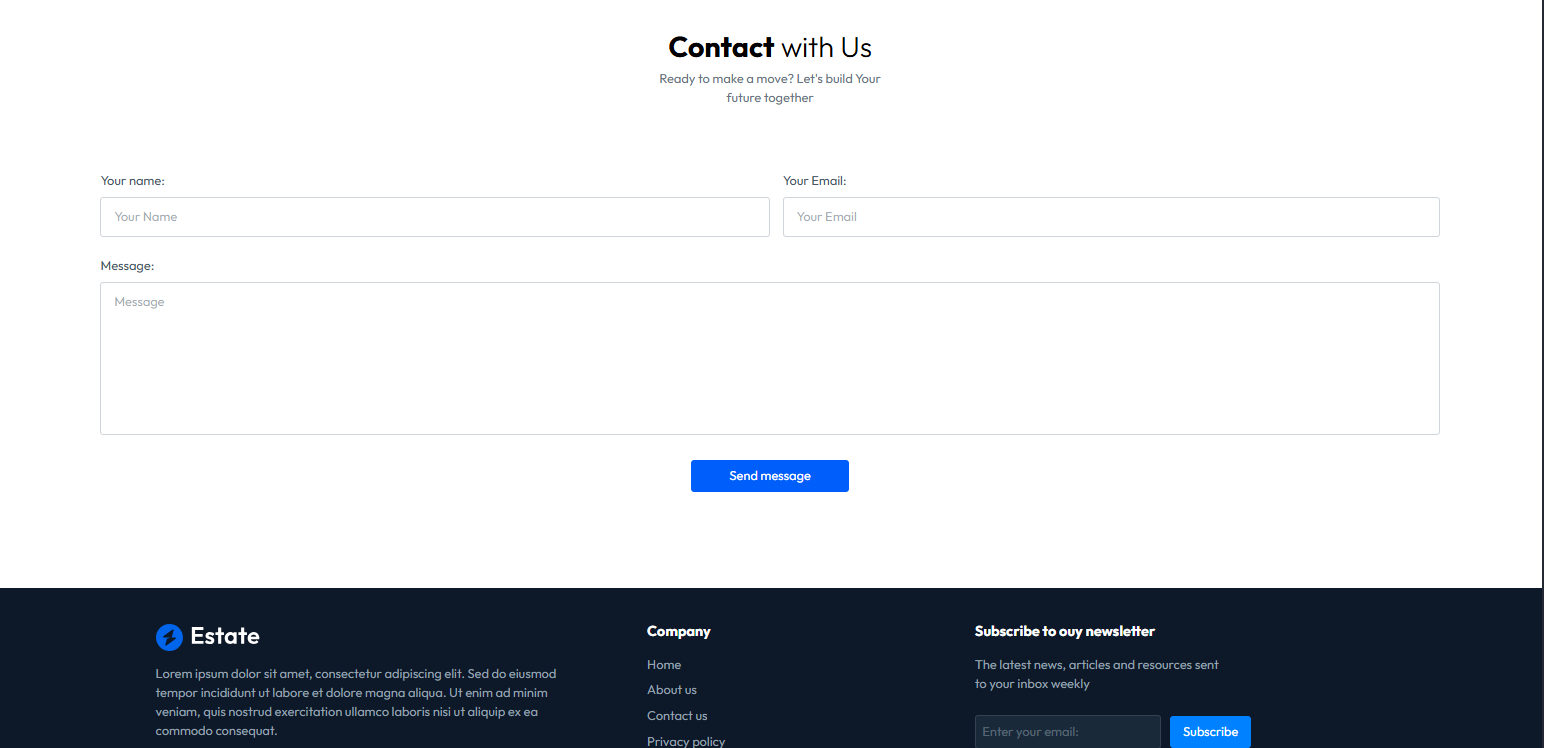 Contact with Us
Ready to make a move? Let's build Your
future together
Your name:
Your Name
Your Email:
Your Email
Message:
Message
Send message
Estate
Lorem ipsum dolor sit amet, consectetur adipiscing elit. Sed do eiusmod
tempor incididunt ut labore et dolore magna aliqua. Ut enim ad minim
veniam, quis nostrud exercitation ullamco laboris nisi ut aliquip ex ea
commodo consequat.
Company
Home
About us
Contact us
Privacy policy
Subscribe to ouy newsletter
The latest news, articles and resources sent
to your inbox weekly
Enter your email:
Subscribe